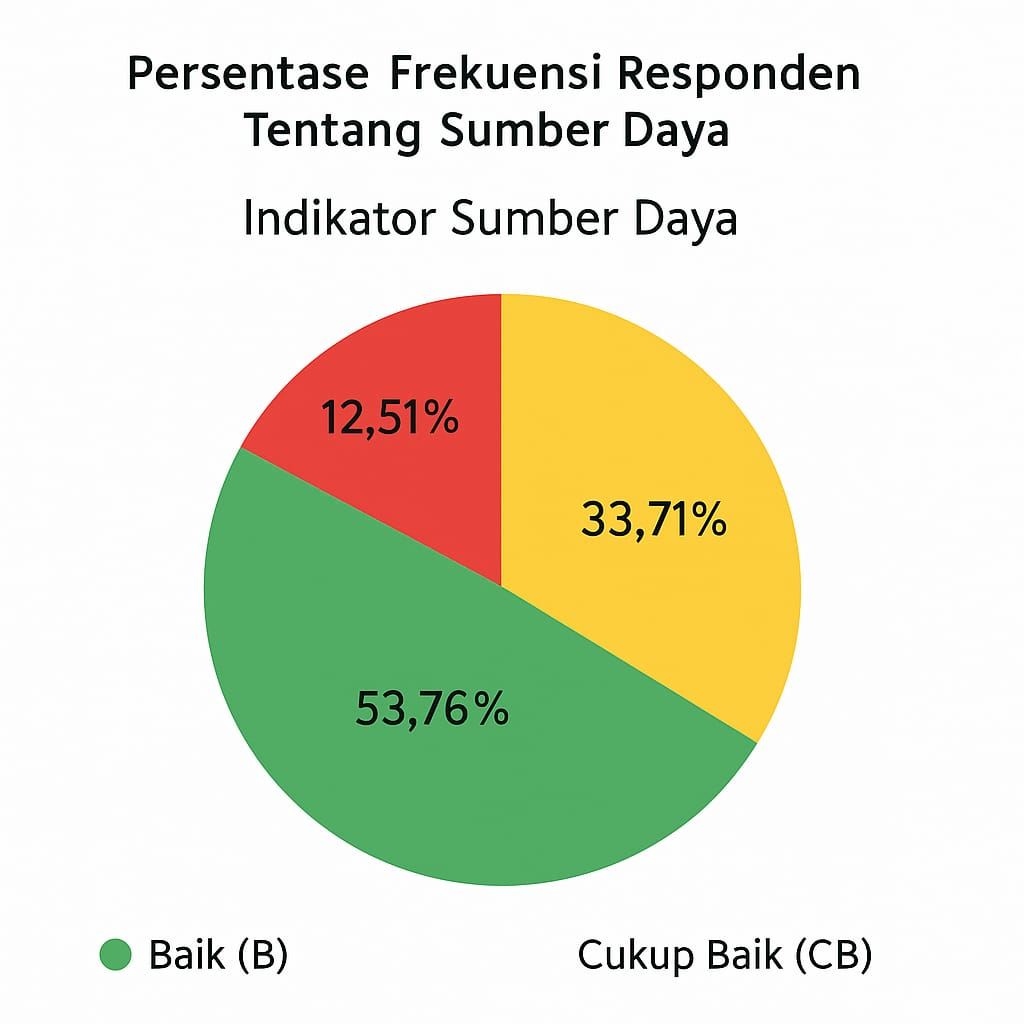 Persentase Frekuensi Responden
Tentang Sumber Daya
Indikator Sumber Daya
12,51%
33,71%
53,76%
Baik (B)
Cukup Baik (CB)